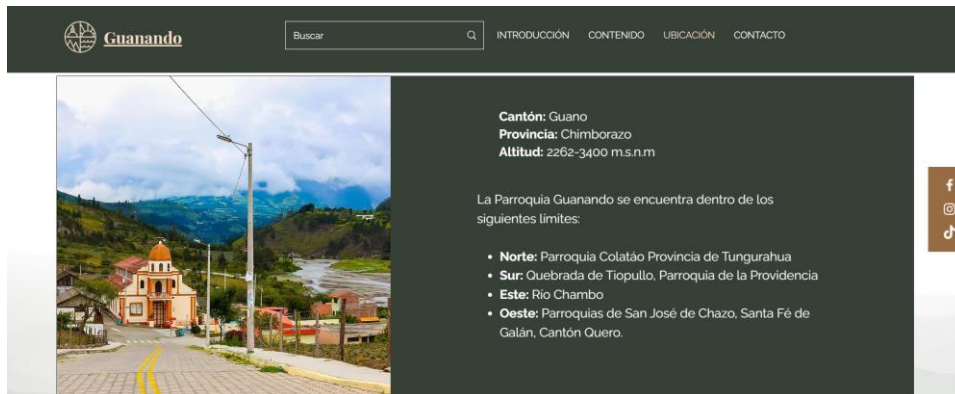 Guanando
Buscar
INTRODUCCIÓN CONTENIDO UBICACIÓN CONTACTO
Cantón: Guano
Provincia: Chimborazo
Altitud: 2262-3400 m.s.n.m
La Parroquia Guanando se encuentra dentro de los
siguientes límites:
• Norte: Parroquia Colatáo Provincia de Tungurahua
• Sur: Quebrada de Tiopullo, Parroquia de la Providencia
• Este: Río Chambo
• Oeste: Parroquias de San José de Chazo, Santa Fé de
Galán, Cantón Quero.